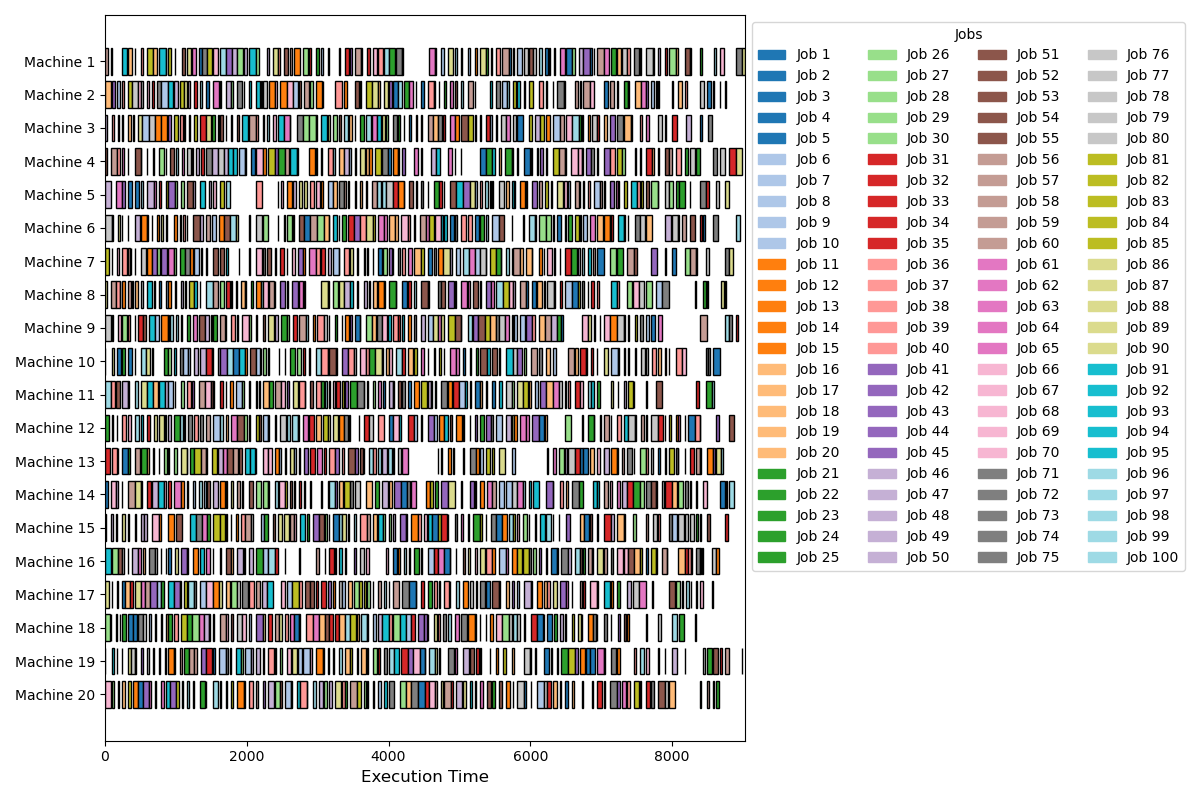 Machine 1
Machine 2
Machine 3
Machine 4
Machine 5
Machine 6
Machine 7
Machine 8
Machine 9
Machine 10
Machine 11
Machine 12
Machine 13
Machine 14
Machine 15
Machine 16
Machine 17
Machine 18
Machine 19
Machine 20
0 2000 4000 6000 8000
Execution Time
Jobs
Job 1 Job 26 Job 51 Job 76
Job 2 Job 27 Job 52 Job 77
Job 3 Job 28 Job 53 Job 78
Job 4 Job 29 Job 54 Job 79
Job 5 Job 30 Job 55 Job 80
Job 6 Job 31 Job 56 Job 81
Job 7 Job 32 Job 57 Job 82
Job 8 Job 33 Job 58 Job 83
Job 9 Job 34 Job 59 Job 84
Job 10 Job 35 Job 60 Job 85
Job 11 Job 36 Job 61 Job 86
Job 12 Job 37 Job 62 Job 87
Job 13 Job 38 Job 63 Job 88
Job 14 Job 39 Job 64 Job 89
Job 15 Job 40 Job 65 Job 90
Job 16 Job 41 Job 66 Job 91
Job 17 Job 42 Job 67 Job 92
Job 18 Job 43 Job 68 Job 93
Job 19 Job 44 Job 69 Job 94
Job 20 Job 45 Job 70 Job 95
Job 21 Job 46 Job 71 Job 96
Job 22 Job 47 Job 72 Job 97
Job 23 Job 48 Job 73 Job 98
Job 24 Job 49 Job 74 Job 99
Job 25 Job 50 Job 75 Job 100